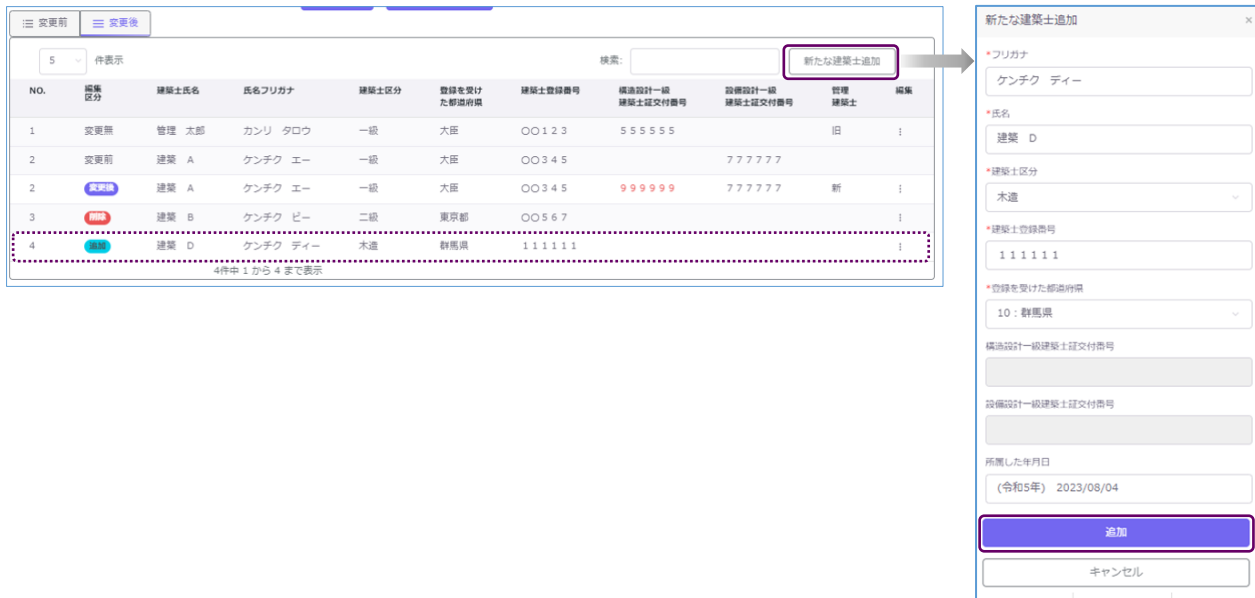 変更前 変更後
5 件表示 検索: 新たな建築士追加
NO. 編集区分 建築士氏名 氏名フリガナ 建築士区分 登録を受けた都道府県 建築士登録番号 構造設計一級建築士証交付番号 設備設計一級建築士証交付番号 管理建築士 編集
1 変更無 管理 太郎 カンリ タロウ 一級 大臣 〇〇123 555555 旧
2 変更前 建築 A ケンチク エー 一級 大臣 〇〇345 777777
2 変更後 建築 A ケンチク エー 一級 大臣 〇〇345 999999 777777 新
3 削除 建築 B ケンチク ビー 二級 東京都 〇〇567
4 追加 建築 D ケンチク ディー 木造 群馬県 111111
4件中 1 から 4 まで表示
新たな建築士追加 ×
*フリガナ
ケンチク ディー
*氏名
建築 D
*建築士区分
木造
*建築士登録番号
111111
*登録を受けた都道府県
10:群馬県
構造設計一級建築士証交付番号
設備設計一級建築士証交付番号
所属した年月日
(令和5年) 2023/08/04
追加
キャンセル